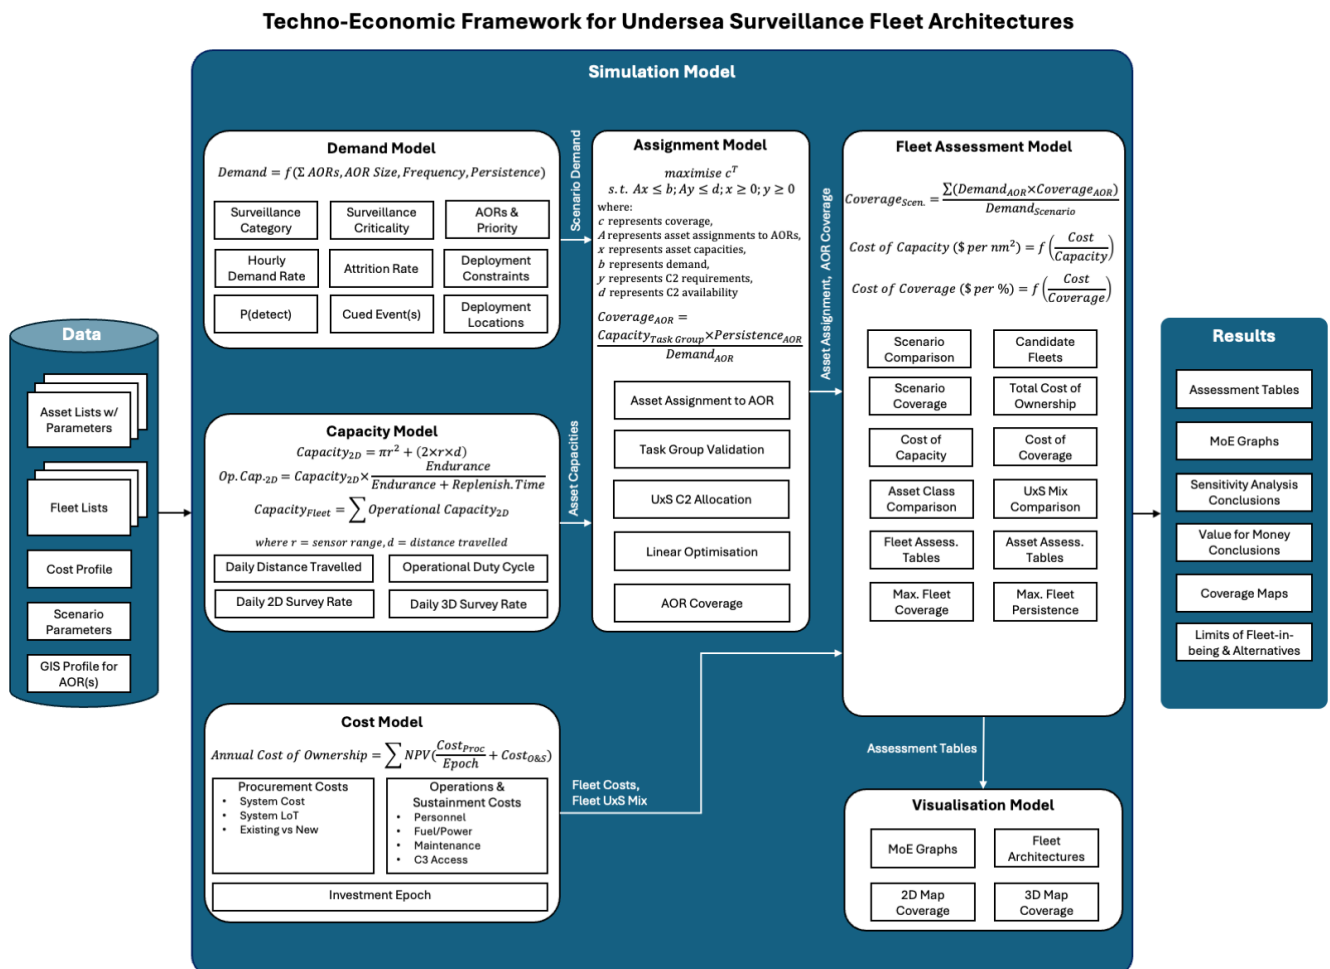 Techno-Economic Framework for Undersea Surveillance Fleet Architectures
Simulation Model
Data
Asset Lists w/
Parameters
Fleet Lists
Cost Profile
Scenario
Parameters
GIS Profile for
AOR(s)
Demand Model
Demand = f(Σ AORs, AOR Size, Frequency, Persistence)
Surveillance
Category
Surveillance
Criticality
AORs &
Priority
Hourly
Demand Rate
Attrition Rate
Deployment
Constraints
P(detect)
Cued Event(s)
Deployment
Locations
Scenario Demand
Capacity Model
Capacity₂D = πr² + (2×r×d)
Op. Cap.₂D = Capacity₂D × Endurance / Endurance + Replenish. Time
Capacity_Fleet = ∑ Operational Capacity₂D
where r = sensor range, d = distance travelled
Daily Distance Travelled
Operational Duty Cycle
Daily 2D Survey Rate
Daily 3D Survey Rate
Asset Capacities
Cost Model
Annual Cost of Ownership = ∑ NPV(Cost_Proc / Epoch + Cost_O&S)
Procurement Costs
• System Cost
• System LoT
• Existing vs New
Operations &
Sustainment Costs
• Personnel
• Fuel/Power
• Maintenance
• C3 Access
Investment Epoch
Fleet Costs,
Fleet UxS Mix
Assignment Model
maximise cᵀ
s.t. Ax ≤ b; Ay ≤ d; x ≥ 0; y ≥ 0
where:
c represents coverage,
A represents asset assignments to AORs,
x represents asset capacities,
b represents demand,
y represents C2 requirements,
d represents C2 availability
Coverage_AOR =
Capacity_Task Group × Persistence_AOR
Demand_AOR
Asset Assignment to AOR
Task Group Validation
UxS C2 Allocation
Linear Optimisation
AOR Coverage
Asset Assignment, AOR Coverage
Fleet Assessment Model
Coverage_Scen. = ∑(Demand_AOR × Coverage_AOR) / Demand_Scenario
Cost of Capacity ($ per nm²) = f (Cost / Capacity)
Cost of Coverage ($ per %) = f (Cost / Coverage)
Scenario
Comparison
Candidate
Fleets
Scenario
Coverage
Total Cost of
Ownership
Cost of
Capacity
Cost of
Coverage
Asset Class
Comparison
UxS Mix
Comparison
Fleet Assess.
Tables
Asset Assess.
Tables
Max. Fleet
Coverage
Max. Fleet
Persistence
Assessment Tables
Visualisation Model
MoE Graphs
Fleet
Architectures
2D Map
Coverage
3D Map
Coverage
Results
Assessment Tables
MoE Graphs
Sensitivity Analysis
Conclusions
Value for Money
Conclusions
Coverage Maps
Limits of Fleet-in-
being & Alternatives